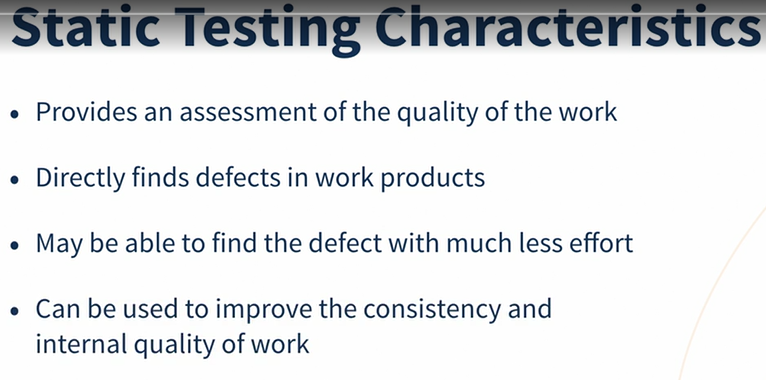 Static Testing Characteristics
• Provides an assessment of the quality of the work
• Directly finds defects in work products
• May be able to find the defect with much less effort
• Can be used to improve the consistency and
internal quality of work